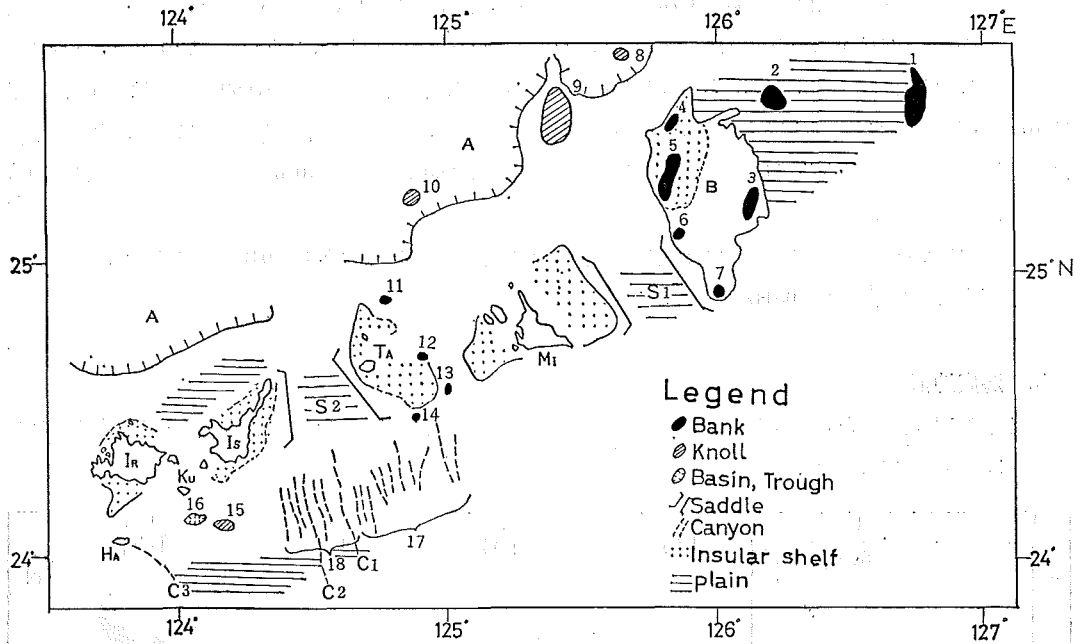 124° 125° 126° 127°E
8
1
2
9
4
A
5
B
3
10
6
25°
25°N
7
S1
11
A
TA
12
MI
13
S2
14
Legend
Bank
IS
Knoll
IR
Basin, Trough
KU
Saddle
16
15
Canyon
17
Insular shelf
HA
24°
24°
18
C1
plain
C3
C2
124° 125° 126° 127°